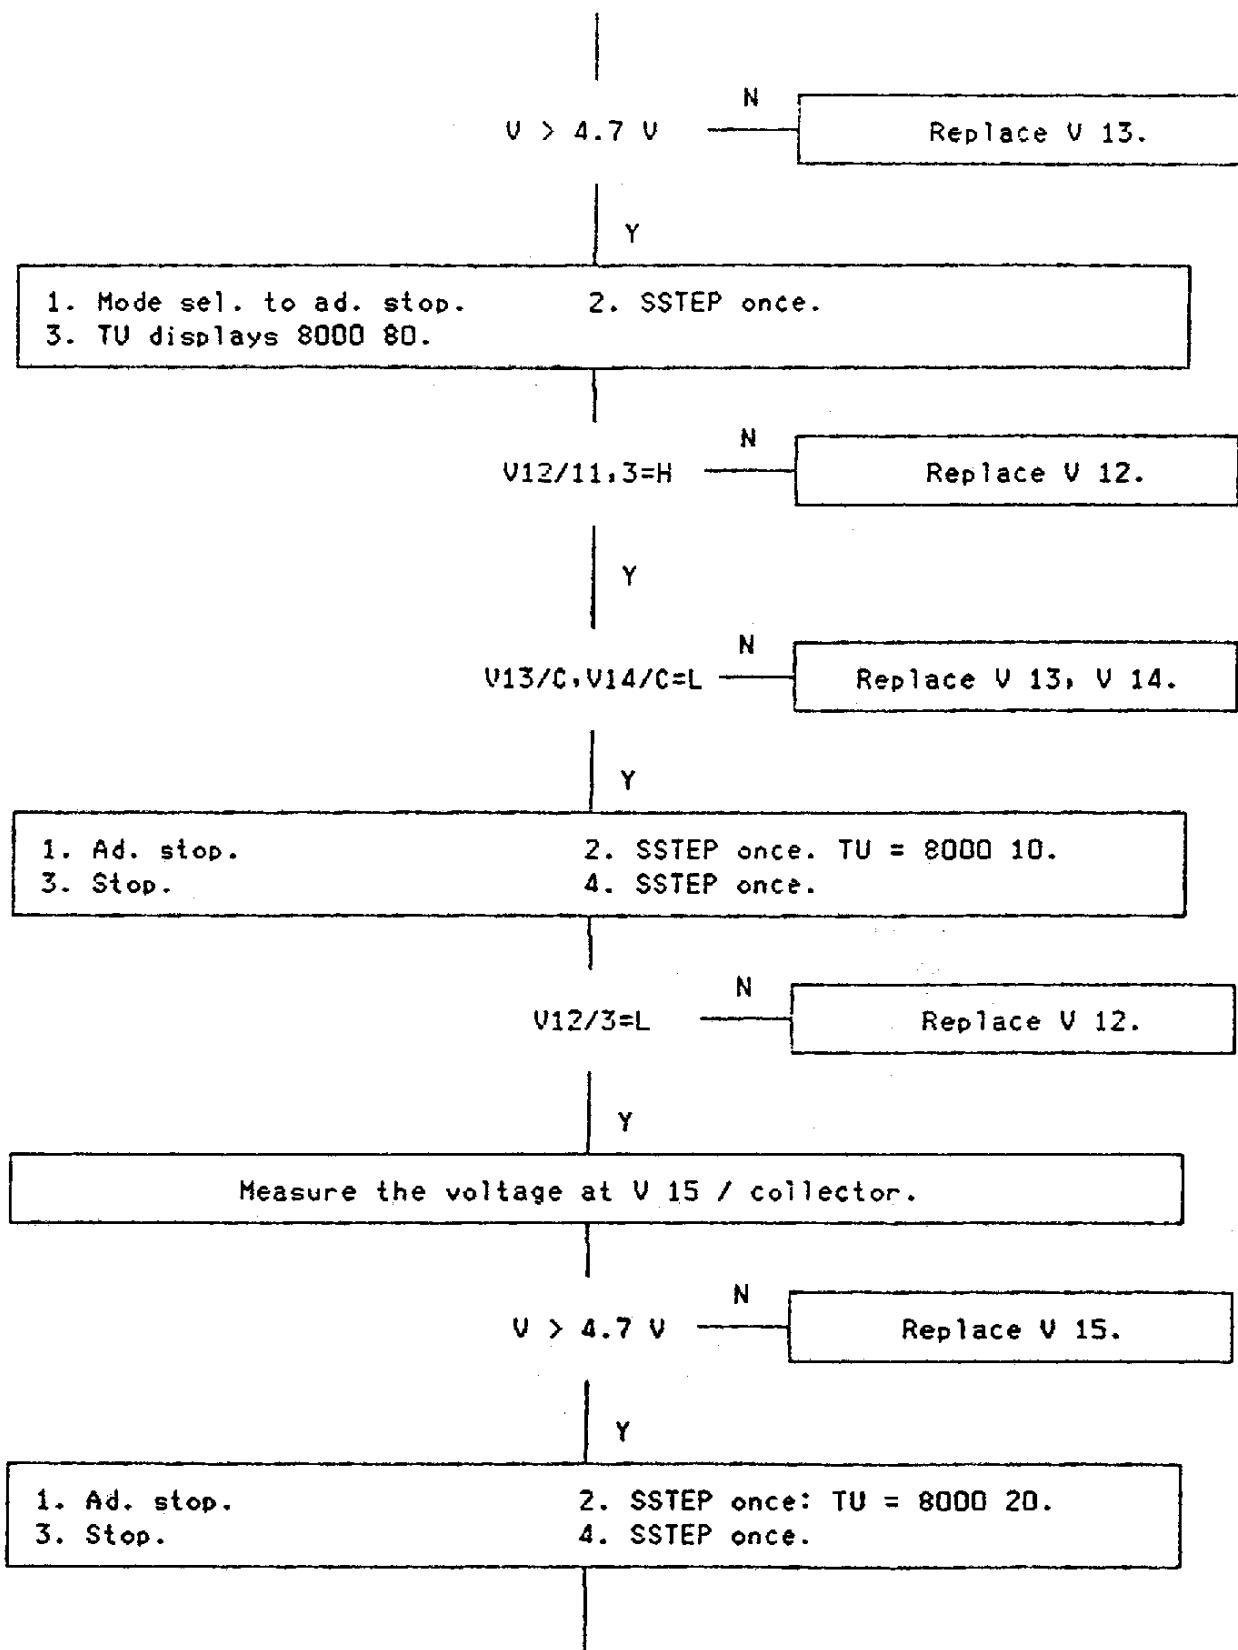 N
V > 4.7 V
Replace V 13.
Y
1. Mode sel. to ad. stop. 2. SSTEP once.
3. TU displays 8000 80.
N
V12/11,3=H
Replace V 12.
Y
N
V13/C,V14/C=L
Replace V 13, V 14.
Y
1. Ad. stop. 2. SSTEP once. TU = 8000 10.
3. Stop. 4. SSTEP once.
N
V12/3=L
Replace V 12.
Y
Measure the voltage at V 15 / collector.
N
V > 4.7 V
Replace V 15.
Y
1. Ad. stop. 2. SSTEP once: TU = 8000 20.
3. Stop. 4. SSTEP once.